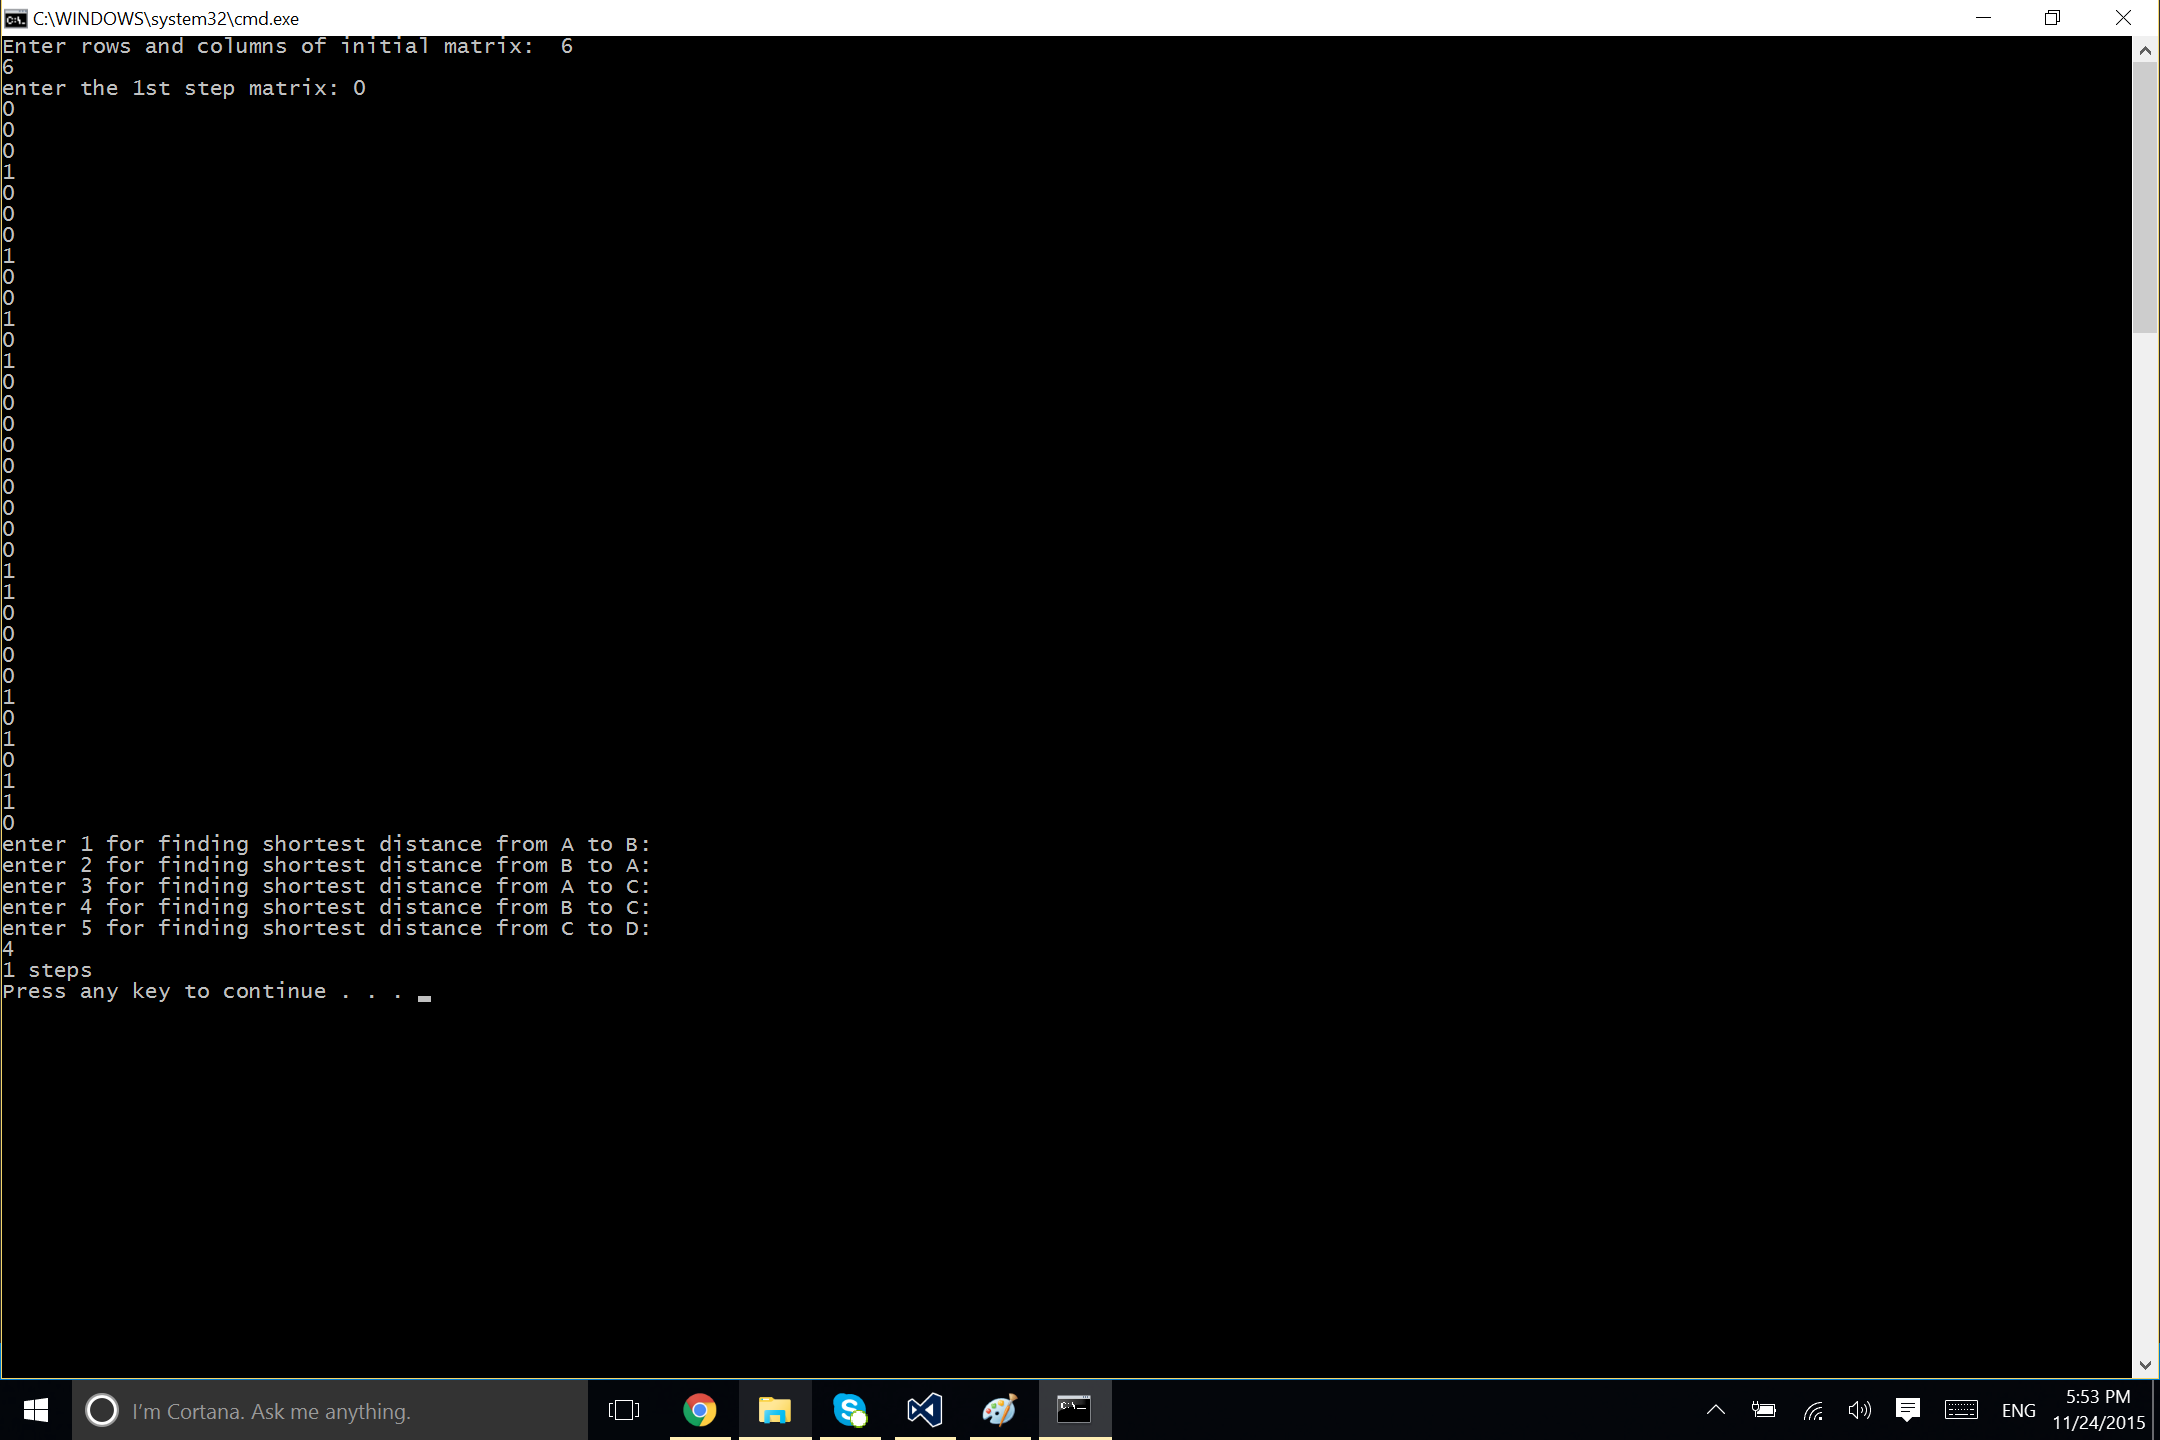 C:\WINDOWS\system32\cmd.exe
Enter rows and columns of initial matrix:  6
6
enter the 1st step matrix: 0
0
0
0
1
0
0
0
1
0
0
1
0
1
0
0
0
0
0
0
0
0
0
1
1
0
0
0
0
1
0
1
0
1
1
0
enter 1 for finding shortest distance from A to B:
enter 2 for finding shortest distance from B to A:
enter 3 for finding shortest distance from A to C:
enter 4 for finding shortest distance from B to C:
enter 5 for finding shortest distance from C to D:
4
1 steps
Press any key to continue . . .
I'm Cortana. Ask me anything.
ENG
5:53 PM
11/24/2015